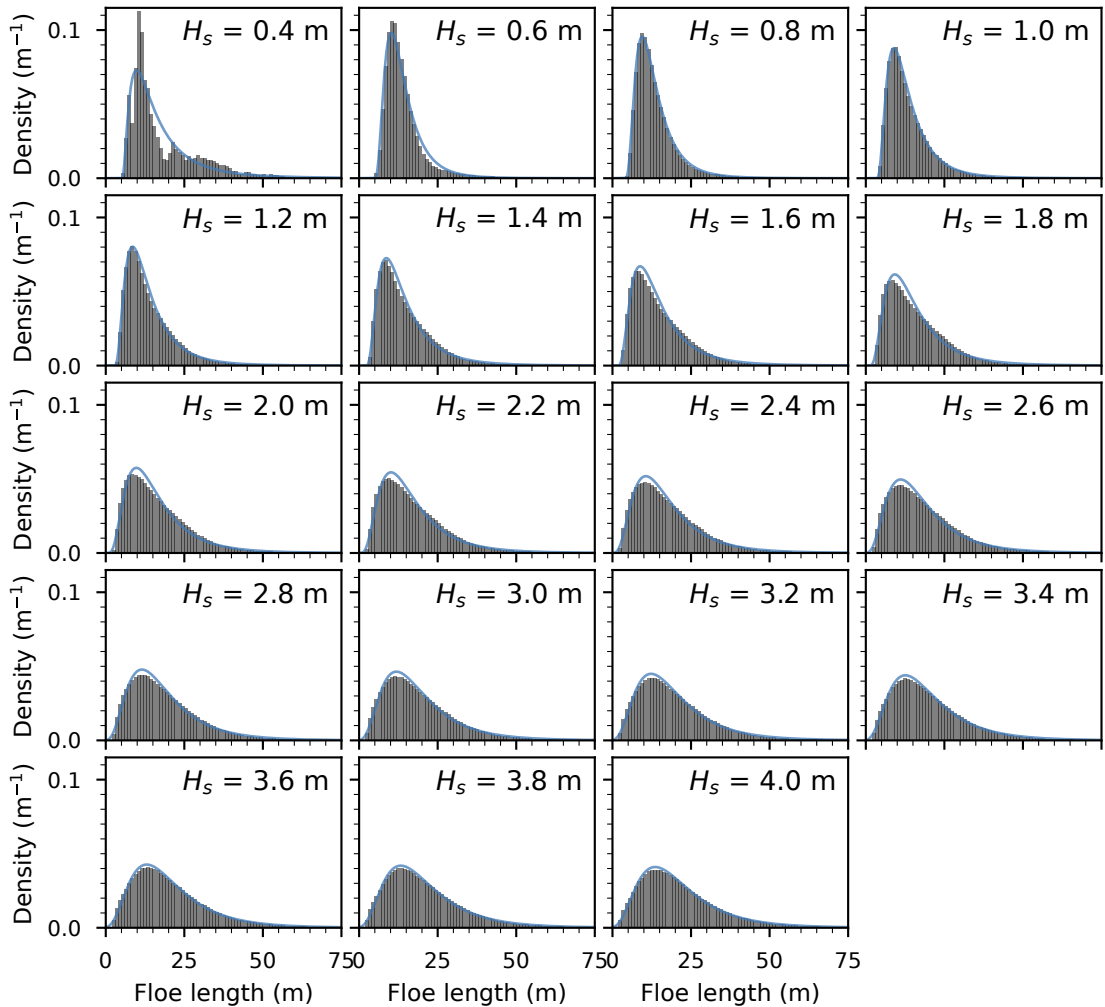 0.1
0.0
Density (m⁻¹)
Hₛ = 0.4 m
Hₛ = 0.6 m
Hₛ = 0.8 m
Hₛ = 1.0 m
0.1
0.0
Density (m⁻¹)
Hₛ = 1.2 m
Hₛ = 1.4 m
Hₛ = 1.6 m
Hₛ = 1.8 m
0.1
0.0
Density (m⁻¹)
Hₛ = 2.0 m
Hₛ = 2.2 m
Hₛ = 2.4 m
Hₛ = 2.6 m
0.1
0.0
Density (m⁻¹)
Hₛ = 2.8 m
Hₛ = 3.0 m
Hₛ = 3.2 m
Hₛ = 3.4 m
0.1
0.0
Density (m⁻¹)
Hₛ = 3.6 m
Hₛ = 3.8 m
Hₛ = 4.0 m
0 25 50 75
0 25 50 75
0 25 50 75
Floe length (m)
Floe length (m)
Floe length (m)